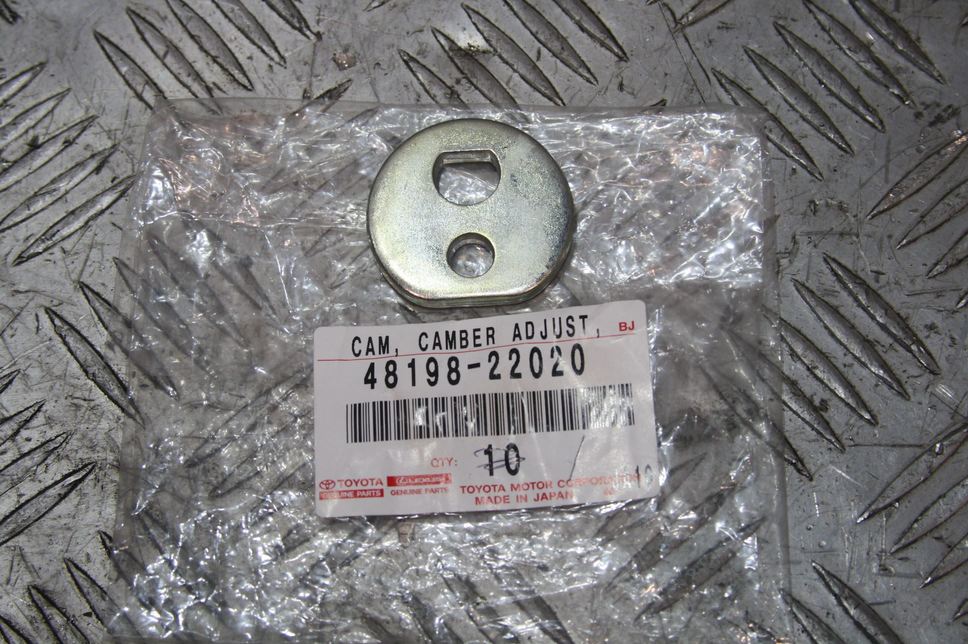 CAM, CAMBER ADJUST, BJ
48198-22020
QTY: 10
TOYOTA
GENUINE PARTS
LEXUS
GENUINE PARTS
TOYOTA MOTOR CORPORATION
MADE IN JAPAN
10